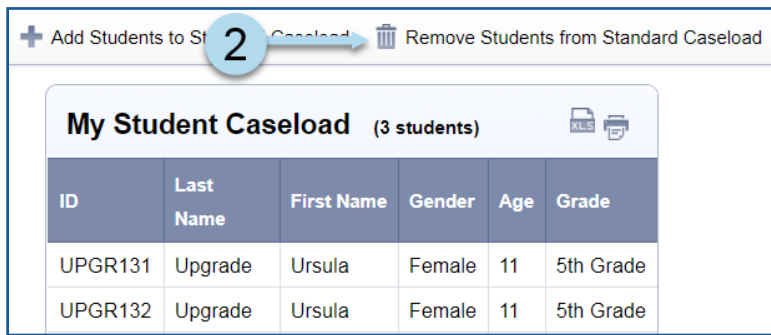 Add Students to St 2 Remove Students from Standard Caseload
My Student Caseload (3 students) XLS
ID Last Name First Name Gender Age Grade
UPGR131 Upgrade Ursula Female 11 5th Grade
UPGR132 Upgrade Ursula Female 11 5th Grade